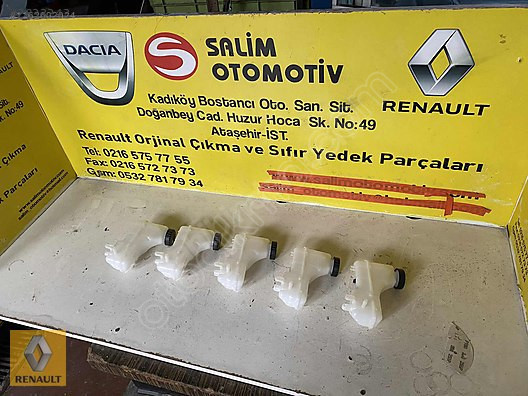 DACIA
S
SALİM
OTOMOTİV
RENAULT
Kadıköy Bostancı Oto. San. Sit.
Doğanbey Cad. Huzur Hoca Sk. No:49
Ataşehir-İST.
Renault Orjinal Çıkma ve Sıfır Yedek Parçaları
Tel: 0216 575 77 55
Fax: 0216 572 73 73
Gsm: 0532 781 79 34
RENAULT